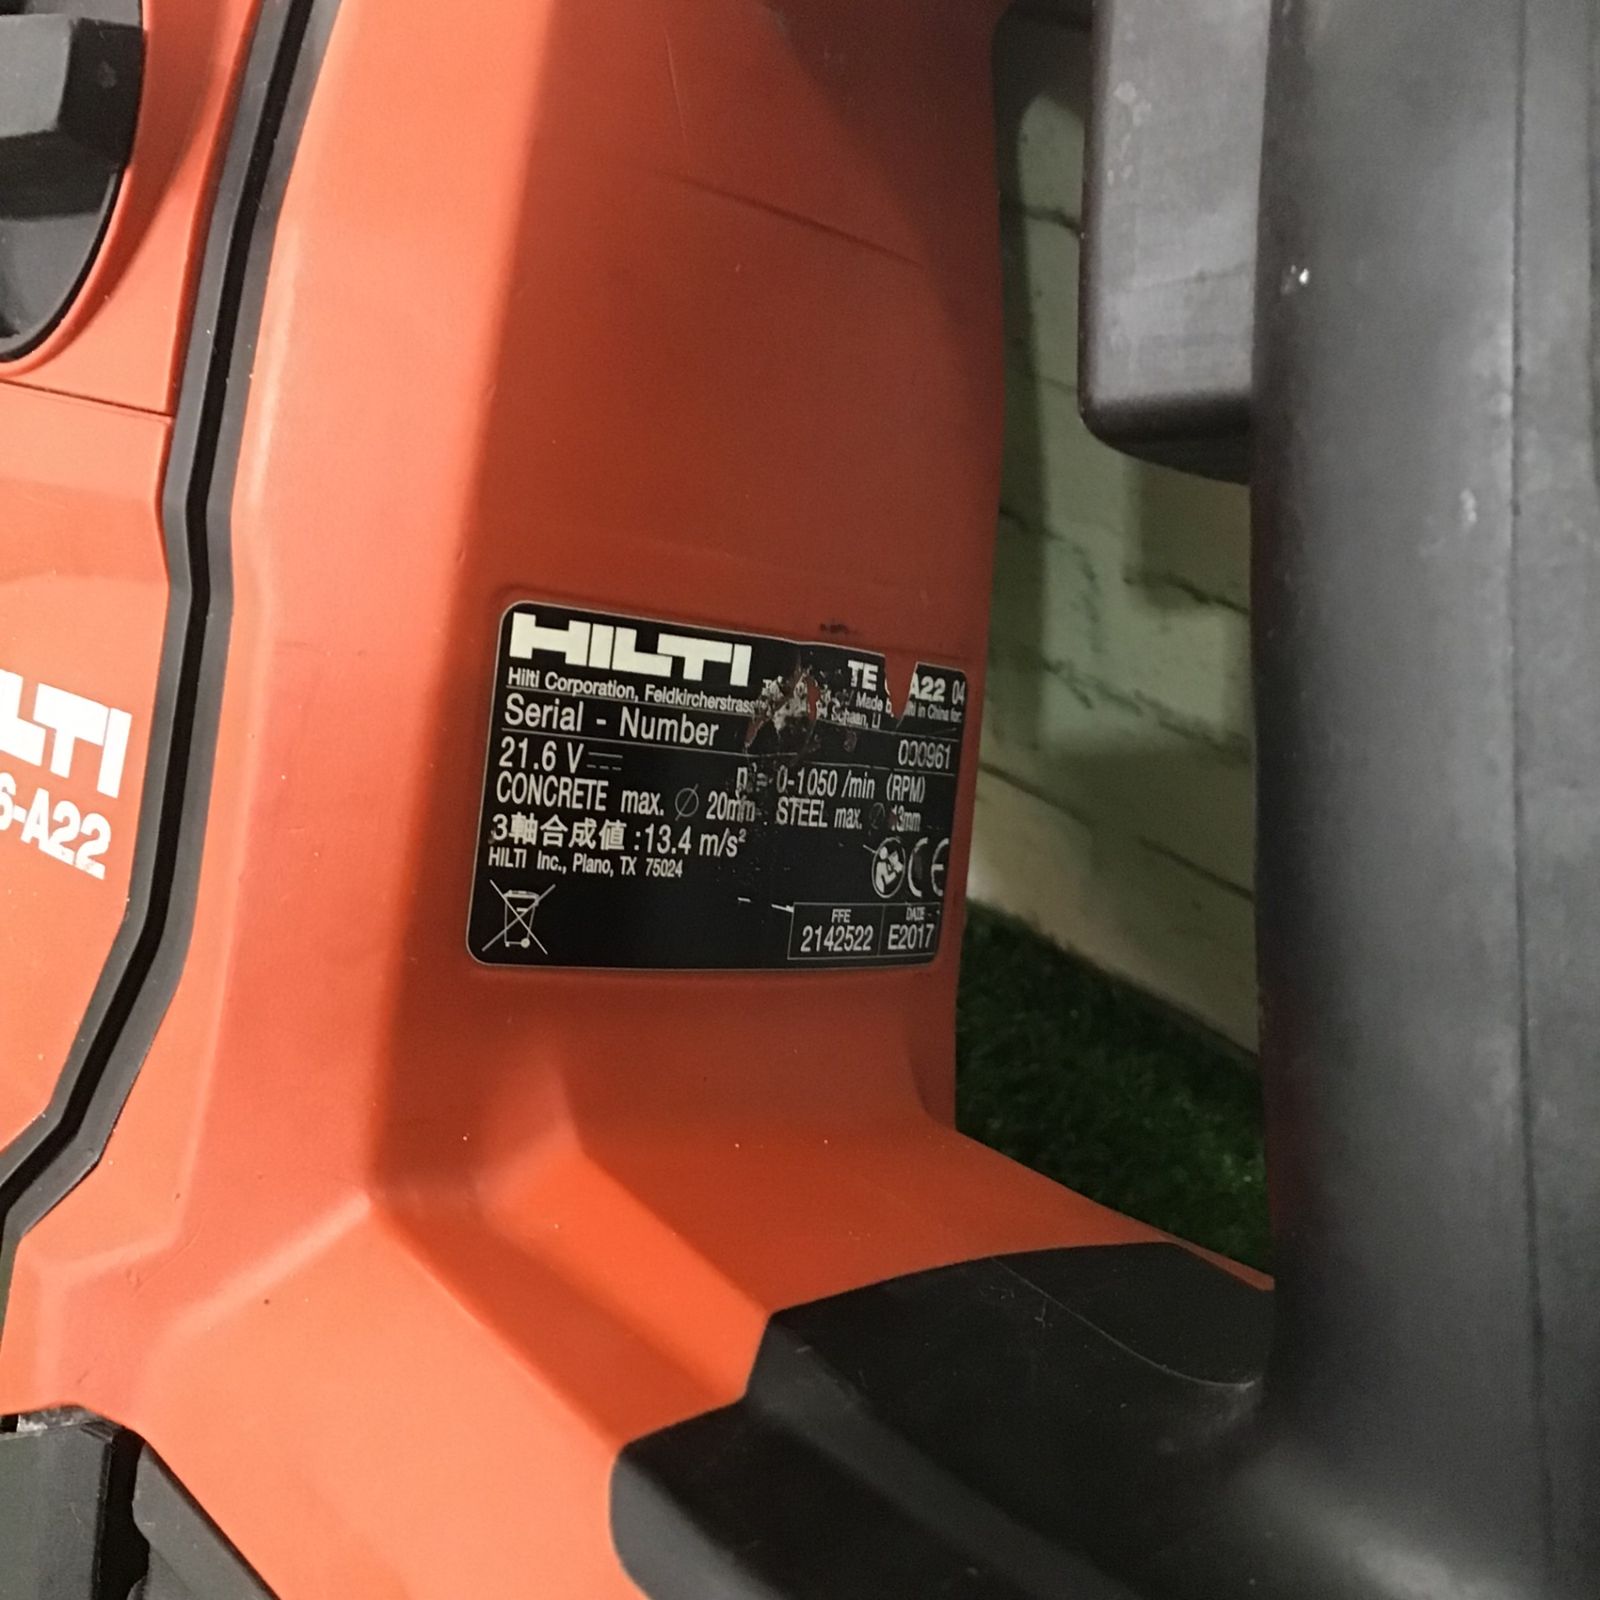 HILTI TE A22 04
Hilti Corporation, Feldkircherstrass Schaan, LI Made in China for:
Serial - Number 000961
21.6 V 0-1050 /min (RPM)
CONCRETE max. ∅ 20mm STEEL max. ∅ 13mm
3軸合成値 :13.4 m/s²
HILTI Inc., Plano, TX 75024
CE
FFE DATE
2142522 E2017
LTI
6-A22